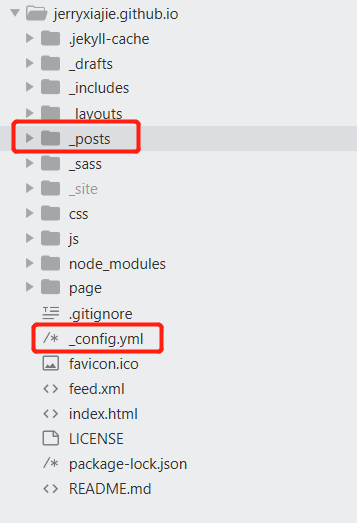 jerryxiajie.github.io
.jekyll-cache
_drafts
_includes
_layouts
_posts
_sass
_site
css
js
node_modules
page
.gitignore
_config.yml
favicon.ico
feed.xml
index.html
LICENSE
package-lock.json
README.md